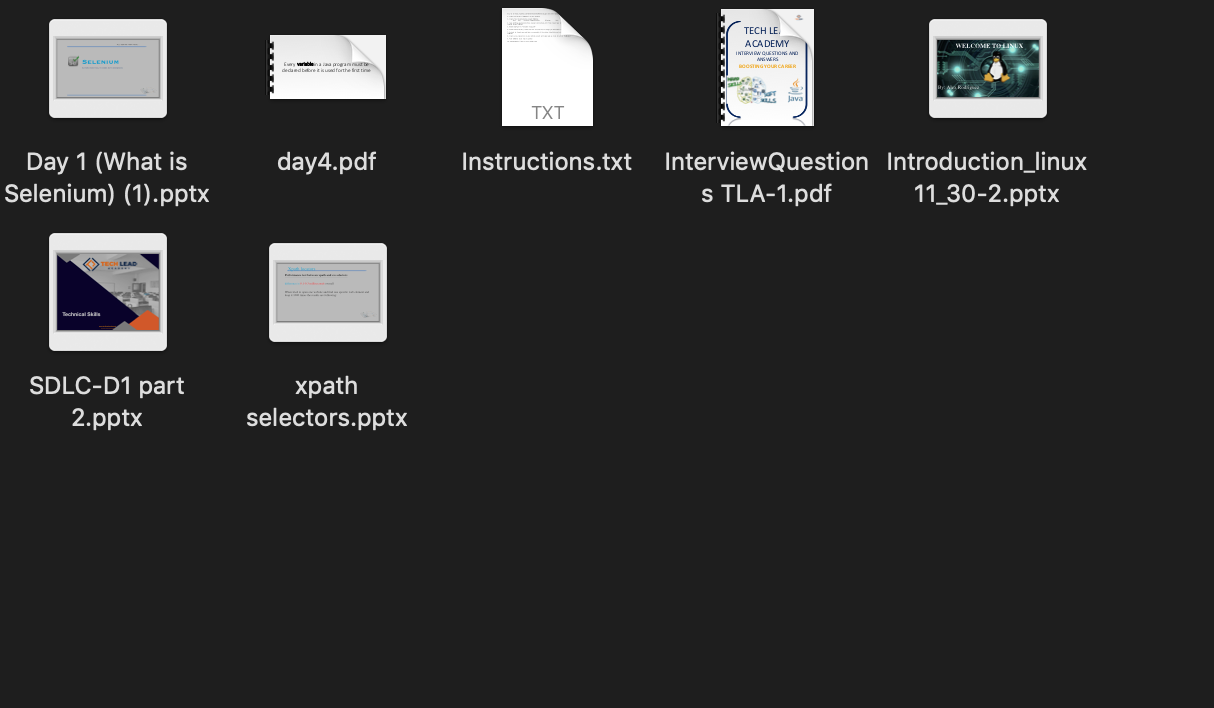 SELENIUM
Every variable in a Java program must be
declared before it is used for the first time
TXT
TECH LE
ACADEMY
INTERVIEW QUESTIONS AND
ANSWERS
BOOSTING YOUR CAREER
SOFT
SKILLS
Java
WELCOME TO LINUX
Day 1 (What is
Selenium) (1).pptx
day4.pdf
Instructions.txt
InterviewQuestion
s TLA-1.pdf
Introduction_linux
11_30-2.pptx
TECH LEAD
ACADEMY
Technical Skills
SDLC-D1 part
2.pptx
xpath
selectors.pptx